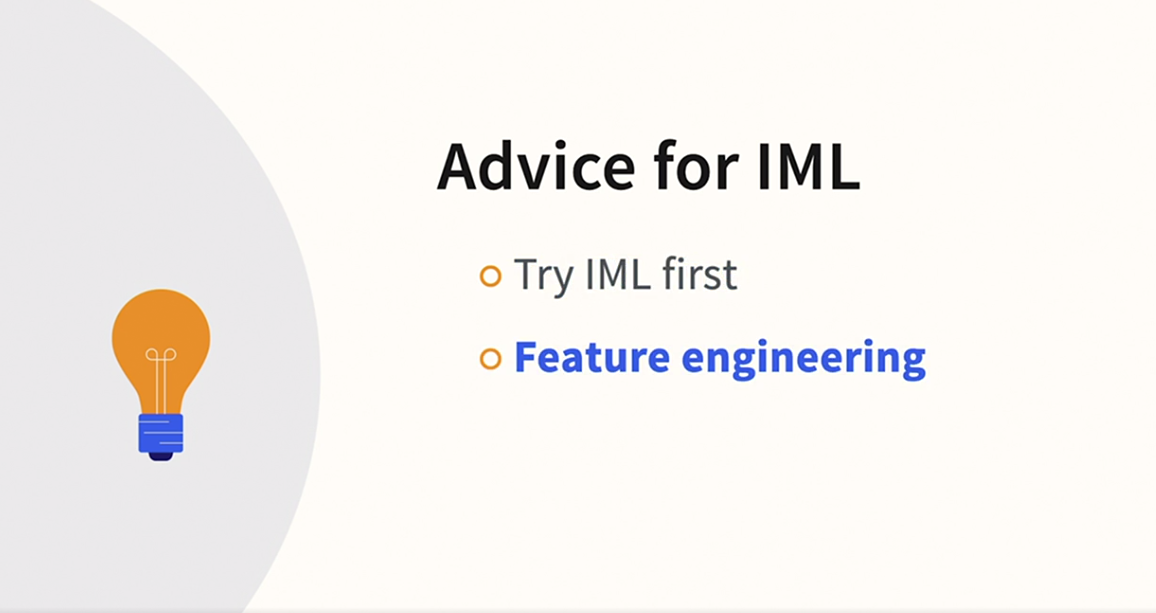 Advice for IML
Try IML first
Feature engineering